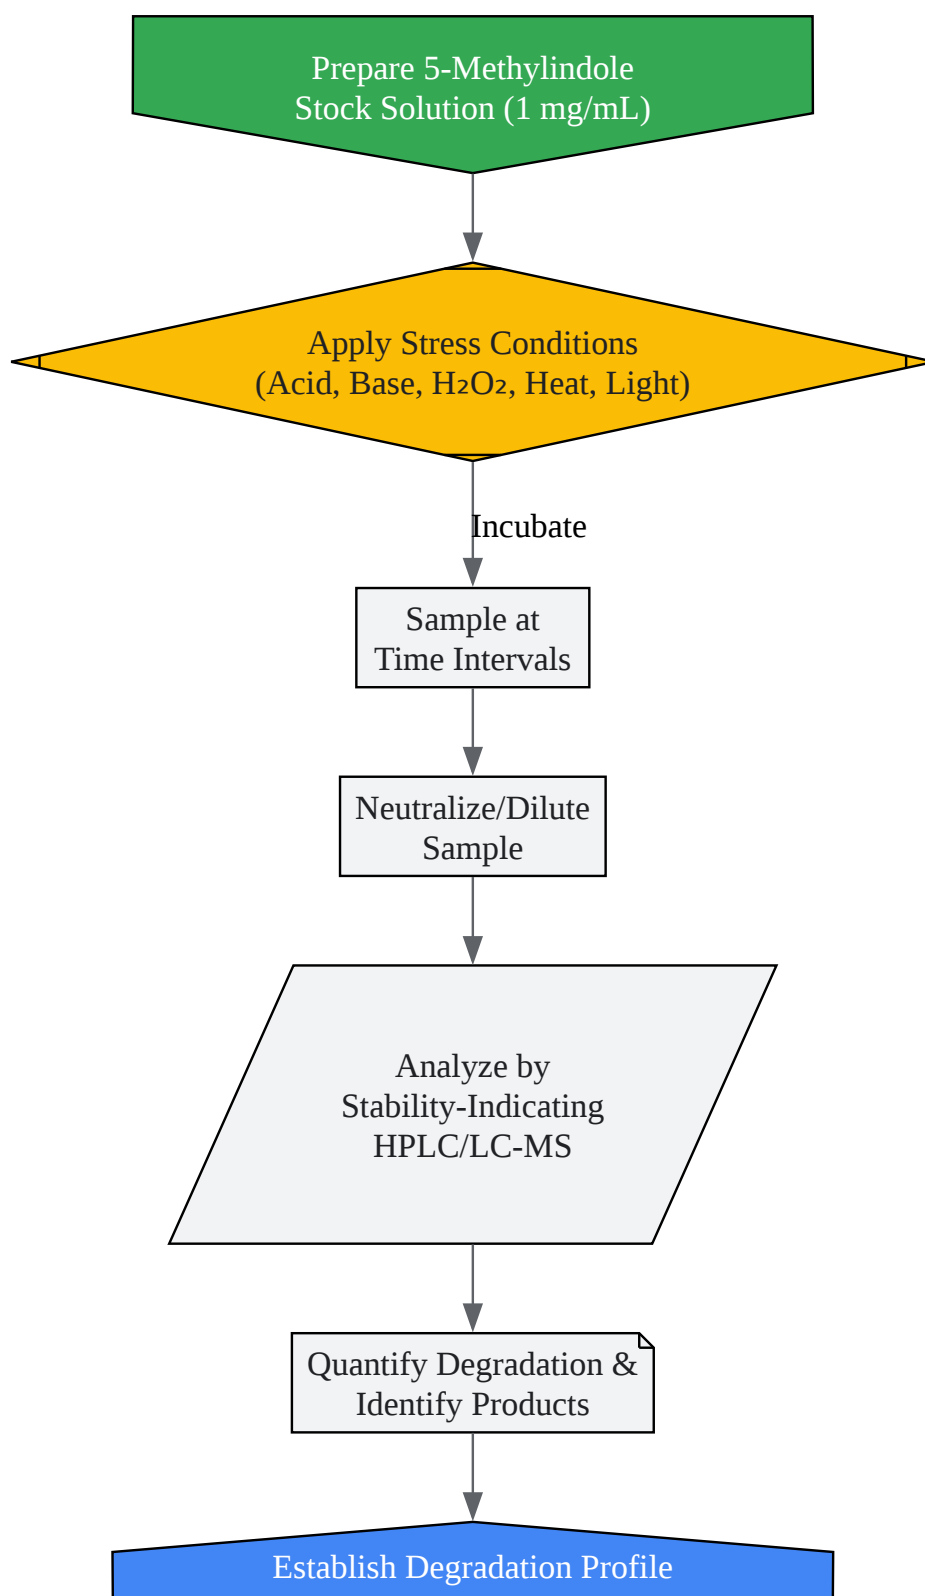 Prepare 5-Methylindole
Stock Solution (1 mg/mL)
Apply Stress Conditions
(Acid, Base, H₂O₂, Heat, Light)
Incubate
Sample at
Time Intervals
Neutralize/Dilute
Sample
Analyze by
Stability-Indicating
HPLC/LC-MS
Quantify Degradation &
Identify Products
Establish Degradation Profile